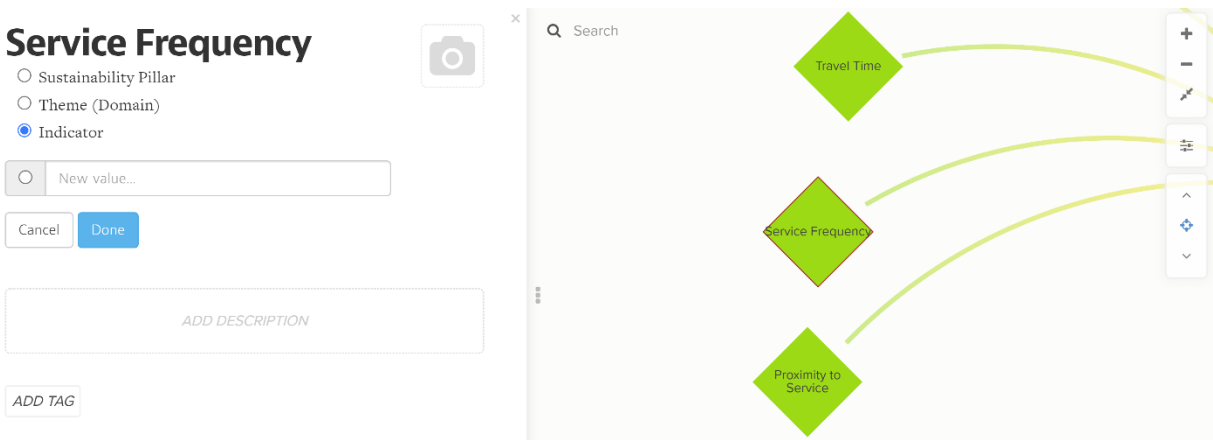 Service Frequency
Sustainability Pillar
Theme (Domain)
Indicator
New value...
Cancel
Done
ADD DESCRIPTION
ADD TAG
×
Search
Travel Time
Service Frequency
Proximity to
Service